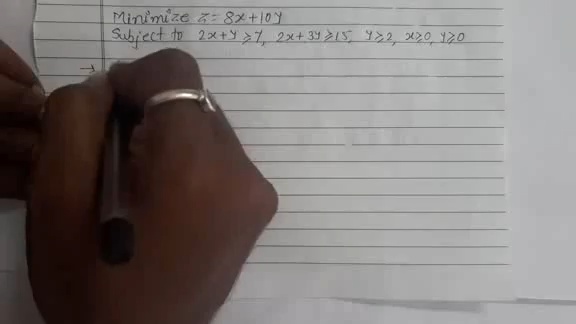 Minimize z = 8x+10y
Subject to 2x+y ≥ 7, 2x+3y ≥ 15, y ≥ 2, x ≥ 0, y ≥ 0
→